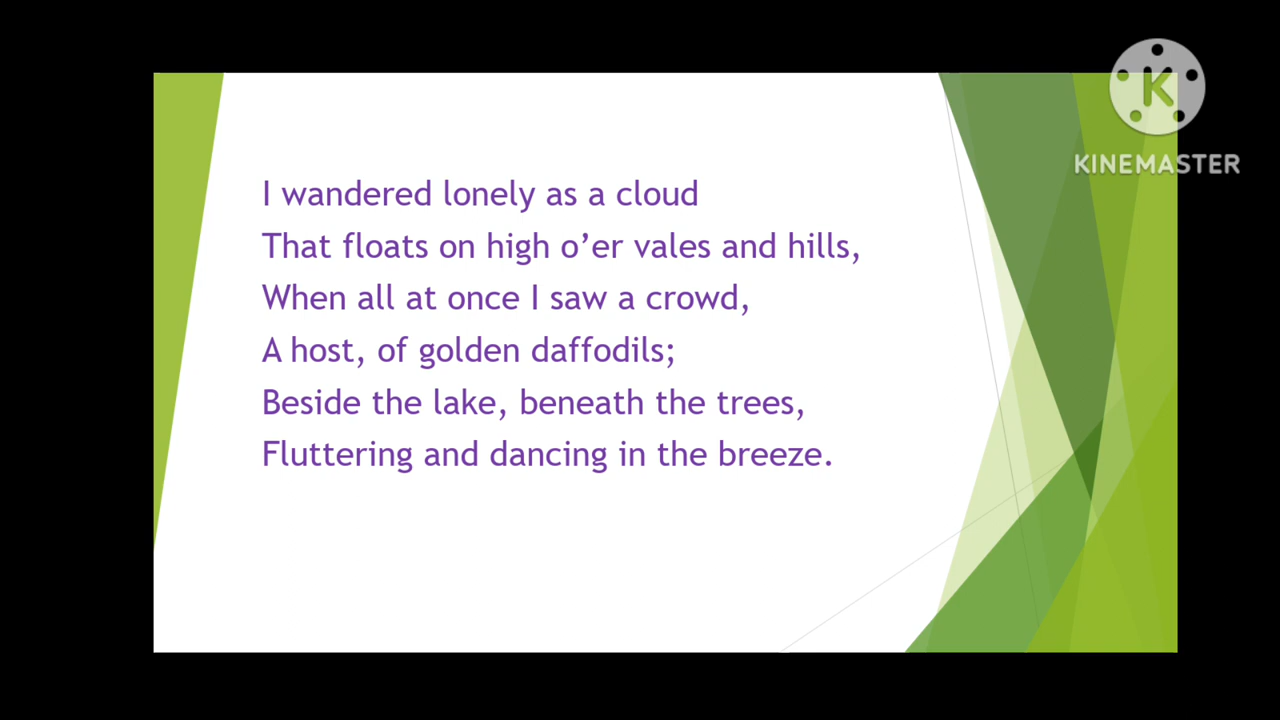 I wandered lonely as a cloud
That floats on high o’er vales and hills,
When all at once I saw a crowd,
A host, of golden daffodils;
Beside the lake, beneath the trees,
Fluttering and dancing in the breeze.
K
KINEMASTER